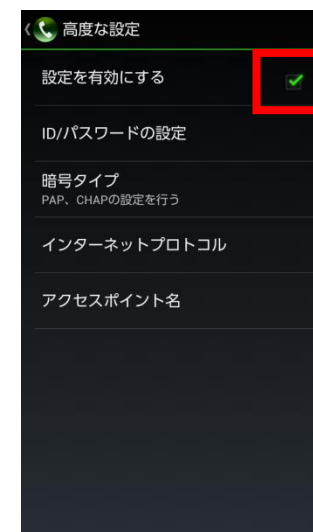 高度な設定
設定を有効にする
ID/パスワードの設定
暗号タイプ
PAP、CHAPの設定を行う
インターネットプロトコル
アクセスポイント名